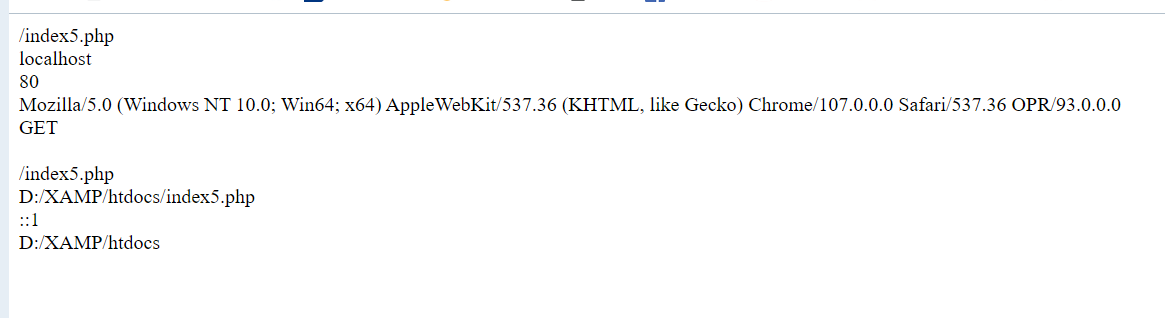 /index5.php
localhost
80
Mozilla/5.0 (Windows NT 10.0; Win64; x64) AppleWebKit/537.36 (KHTML, like Gecko) Chrome/107.0.0.0 Safari/537.36 OPR/93.0.0.0
GET
/index5.php
D:/XAMP/htdocs/index5.php
::1
D:/XAMP/htdocs